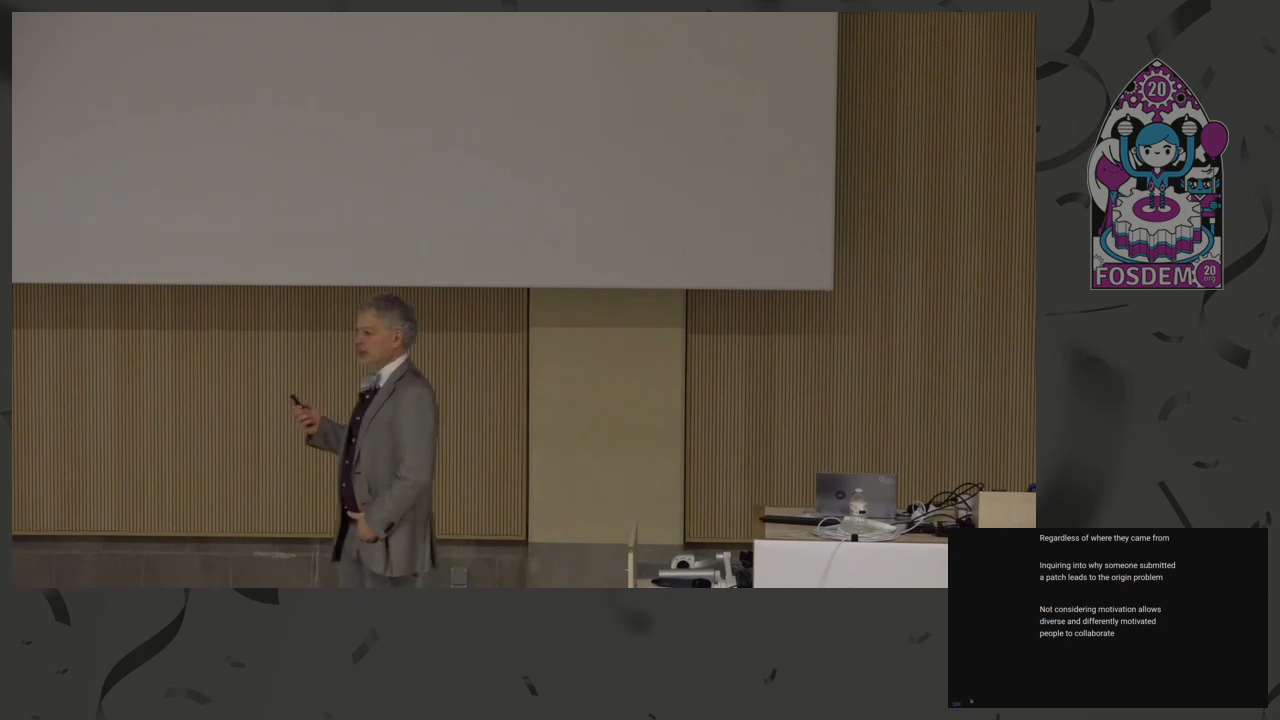 20
FOSDEM
20
org
Regardless of where they came from
Inquiring into why someone submitted
a patch leads to the origin problem
Not considering motivation allows
diverse and differently motivated
people to collaborate